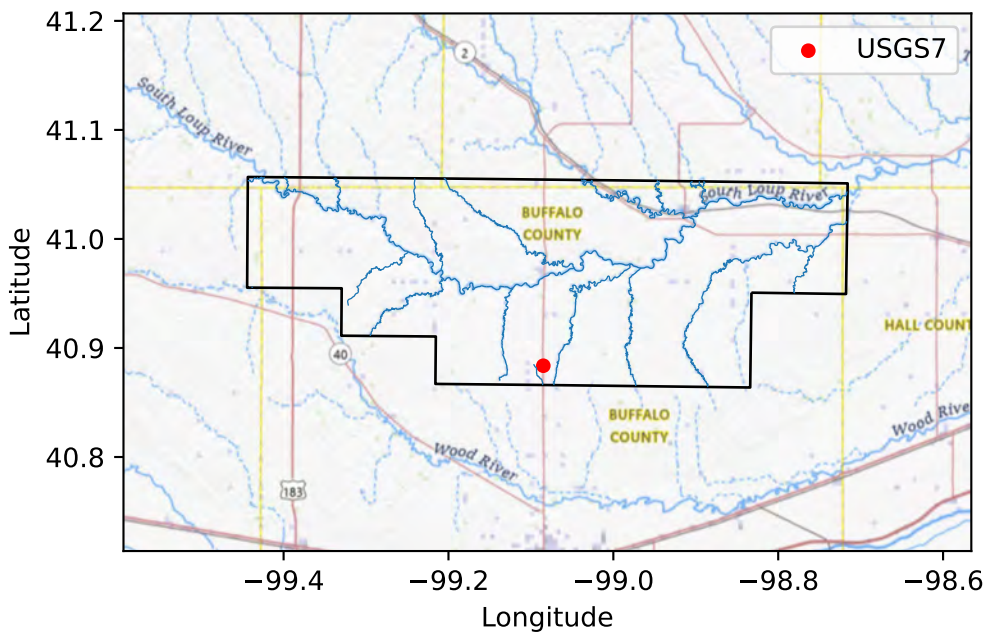 41.2
2
USGS7
South Loup River
41.1
South Loup River
BUFFALO
COUNTY
41.0
Latitude
HALL COUNT
40.9
40
BUFFALO
COUNTY
Wood Rive
Wood River
40.8
183
−99.4
−99.2
−99.0
−98.8
−98.6
Longitude